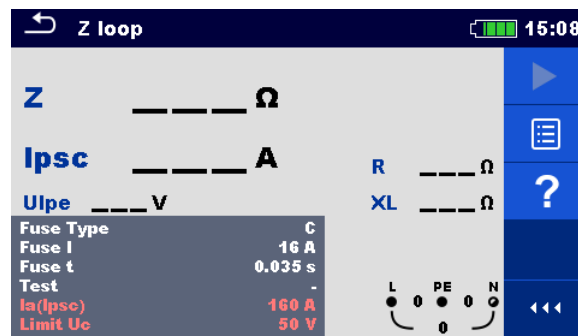 Z loop 15:08
Z ___ Ω
Ipsc ___ A
R ___ Ω
Ulpe ___ V
XL ___ Ω
?
Fuse Type C
Fuse I 16 A
Fuse t 0.035 s
Test -
Ia(Ipsc) 160 A
Limit Uc 50 V
L PE N
0 0
0